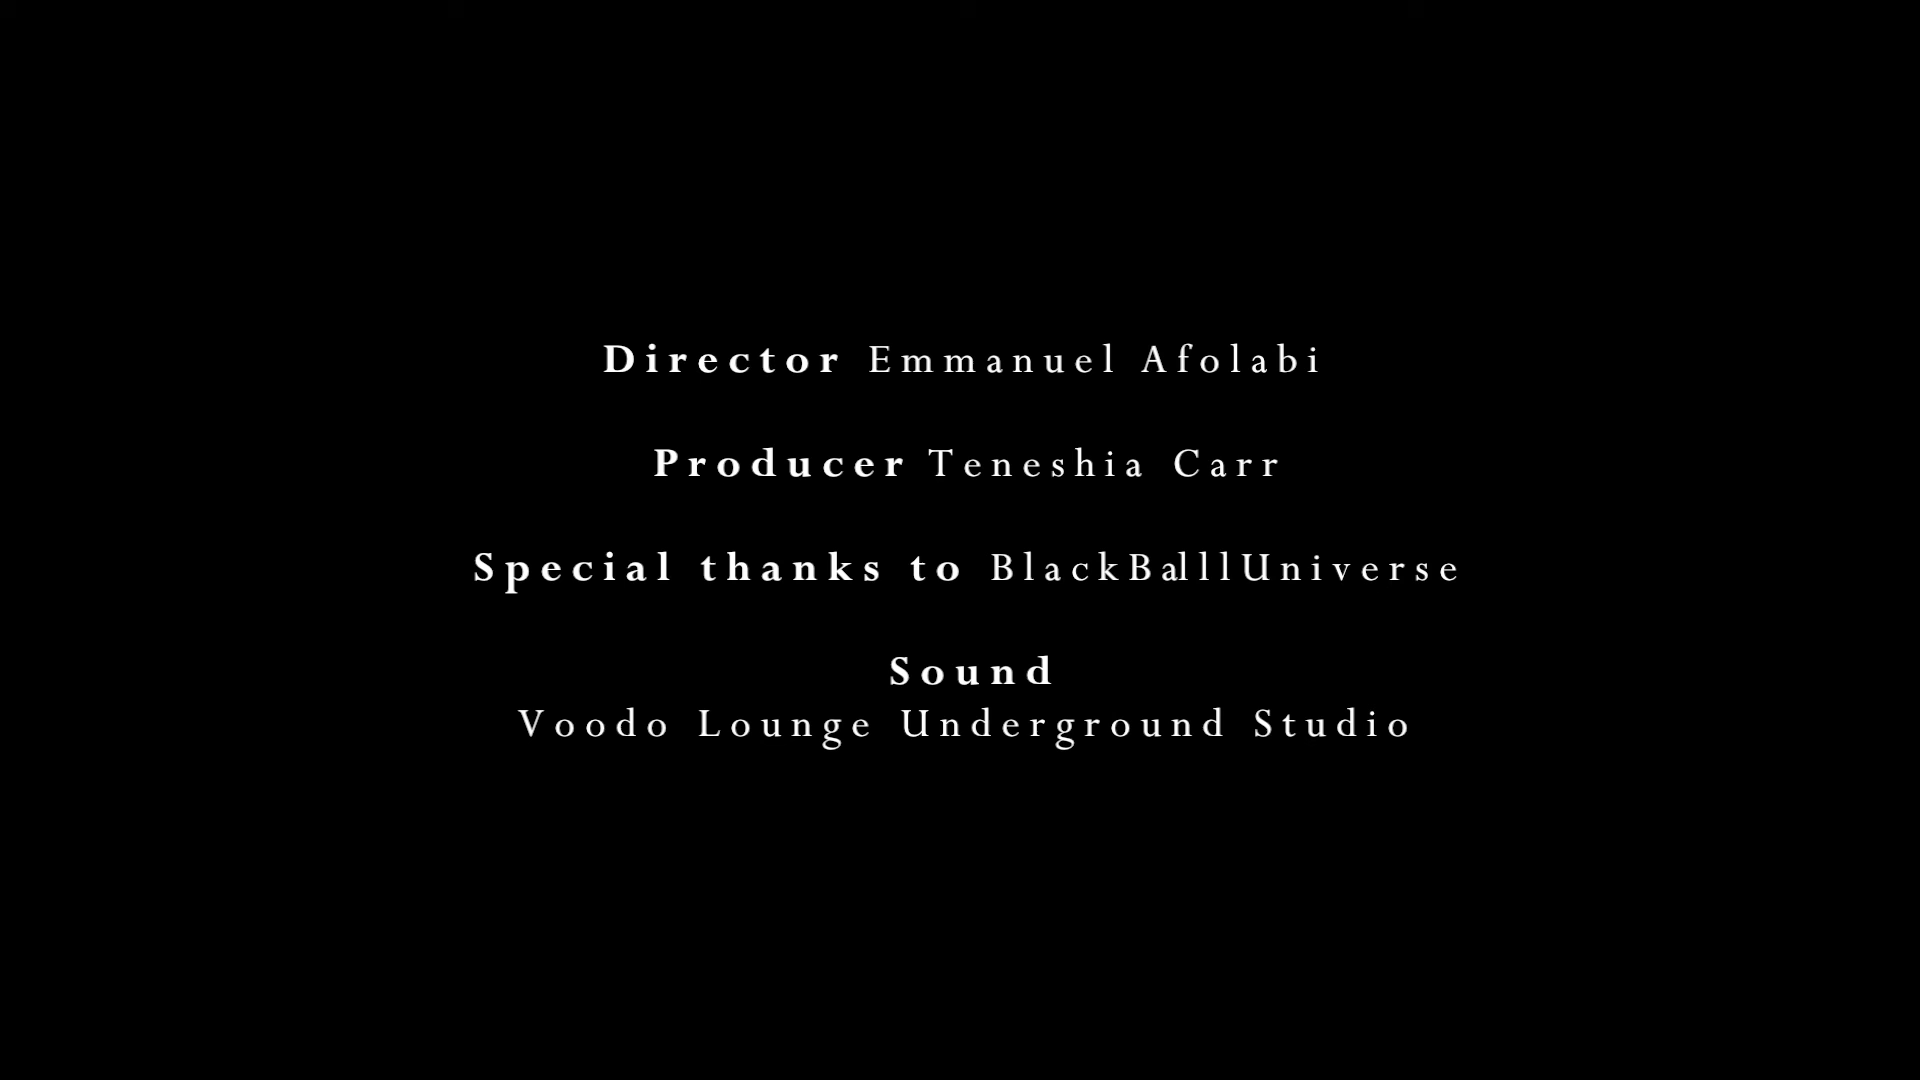 Director Emmanuel Afolabi
Producer Teneshia Carr
Special thanks to BlackBalllUniverse
Sound
Voodo Lounge Underground Studio